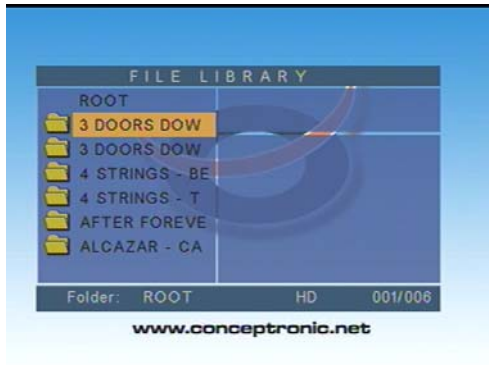 FILE LIBRARY
ROOT
3 DOORS DOW
3 DOORS DOW
4 STRINGS - BE
4 STRINGS - T
AFTER FOREVE
ALCAZAR - CA
Folder: ROOT HD 001/006
www.conceptronic.net